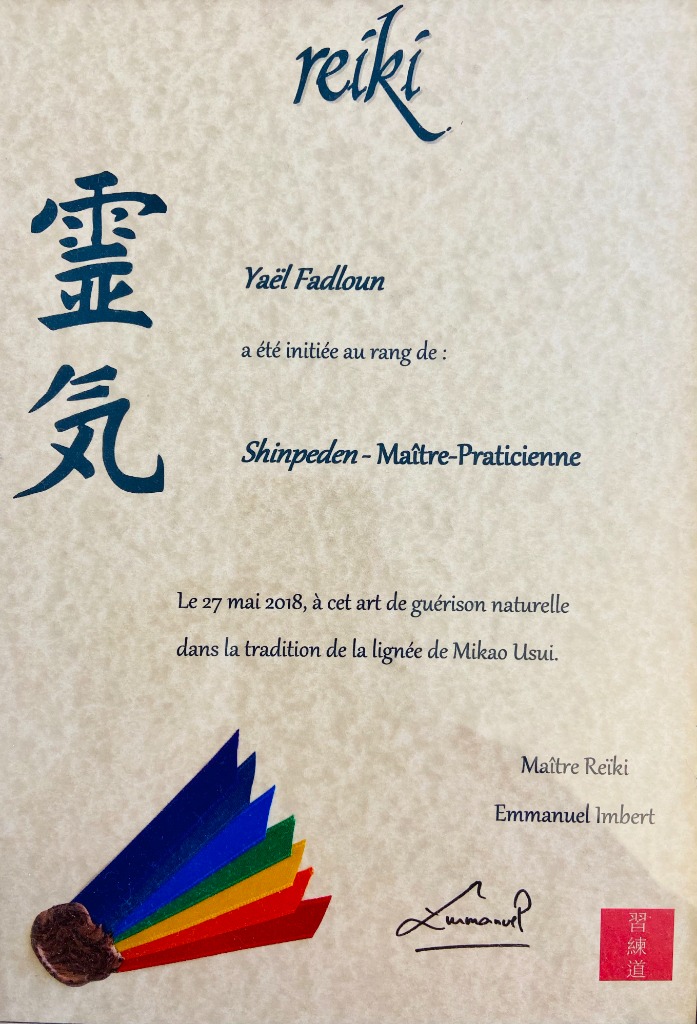 reiki
靈
気
Yaël Fadloun
a été initiée au rang de :
Shinpeden - Maître-Praticienne
Le 27 mai 2018, à cet art de guérison naturelle
dans la tradition de la lignée de Mikao Usui.
Maître Reïki
Emmanuel Imbert
Emmanuel
習
練
道